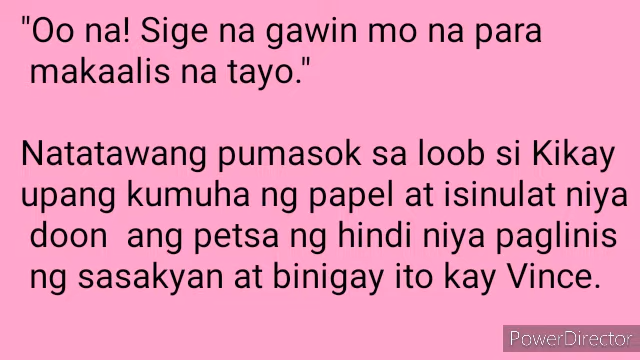 "Oo na! Sige na gawin mo na para
makaalis na tayo."
Natatawang pumasok sa loob si Kikay
upang kumuha ng papel at isinulat niya
doon ang petsa ng hindi niya paglinis
ng sasakyan at binigay ito kay Vince.
PowerDirector